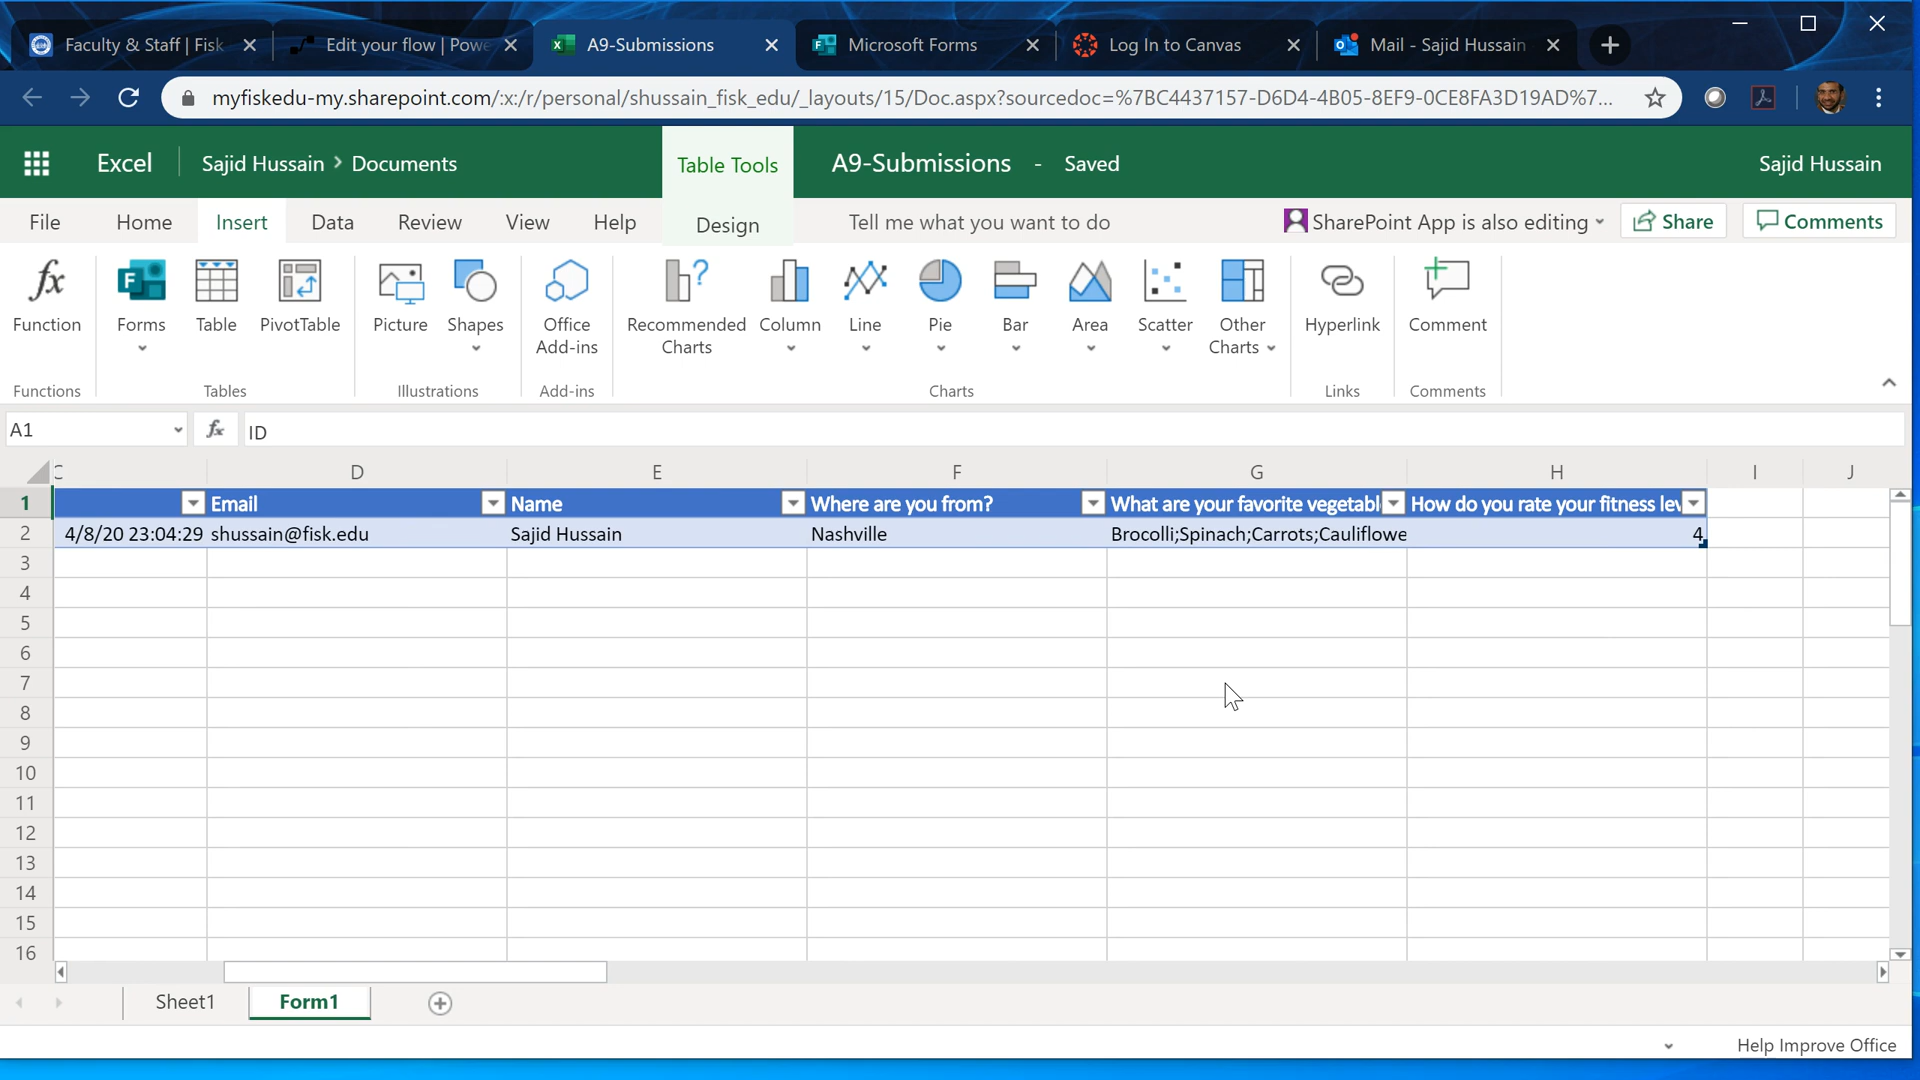 Faculty & Staff | Fisk
Edit your flow | Powe
A9-Submissions
Microsoft Forms
Log In to Canvas
Mail - Sajid Hussain
myfiskedu-my.sharepoint.com/:x:/r/personal/shussain_fisk_edu/_layouts/15/Doc.aspx?sourcedoc=%7BC4437157-D6D4-4B05-8EF9-0CE8FA3D19AD%7...
Excel
Sajid Hussain > Documents
Table Tools
A9-Submissions - Saved
Sajid Hussain
File Home Insert Data Review View Help Design
Tell me what you want to do
SharePoint App is also editing
Share
Comments
Function
Forms
Table
PivotTable
Picture
Shapes
Office Add-ins
Recommended Charts
Column
Line
Pie
Bar
Area
Scatter
Other Charts
Hyperlink
Comment
Functions Tables Illustrations Add-ins Charts Links Comments
A1 fx ID
C D E F G H I J
1 Email Name Where are you from? What are your favorite vegetabl How do you rate your fitness lev
2 4/8/20 23:04:29 shussain@fisk.edu Sajid Hussain Nashville Brocolli;Spinach;Carrots;Cauliflowe 4
3
4
5
6
7
8
9
10
11
12
13
14
15
16
Sheet1 Form1
Help Improve Office